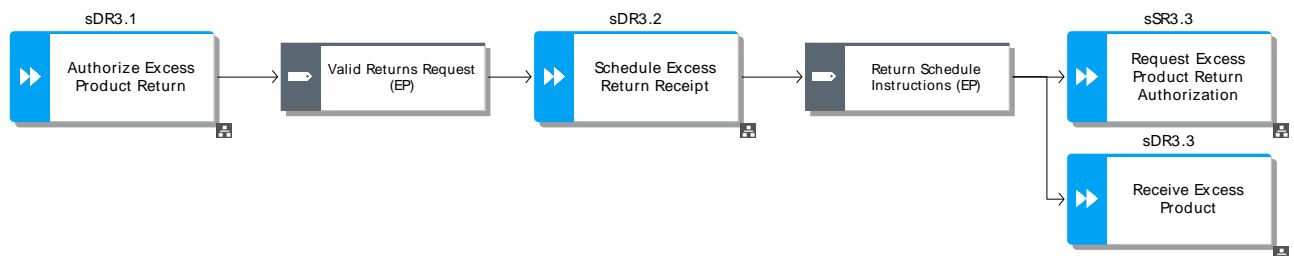 sDR3.1
Authorize Excess
Product Return
Valid Returns Request
(EP)
sDR3.2
Schedule Excess
Return Receipt
Return Schedule
Instructions (EP)
sSR3.3
Request Excess
Product Return
Authorization
sDR3.3
Receive Excess
Product